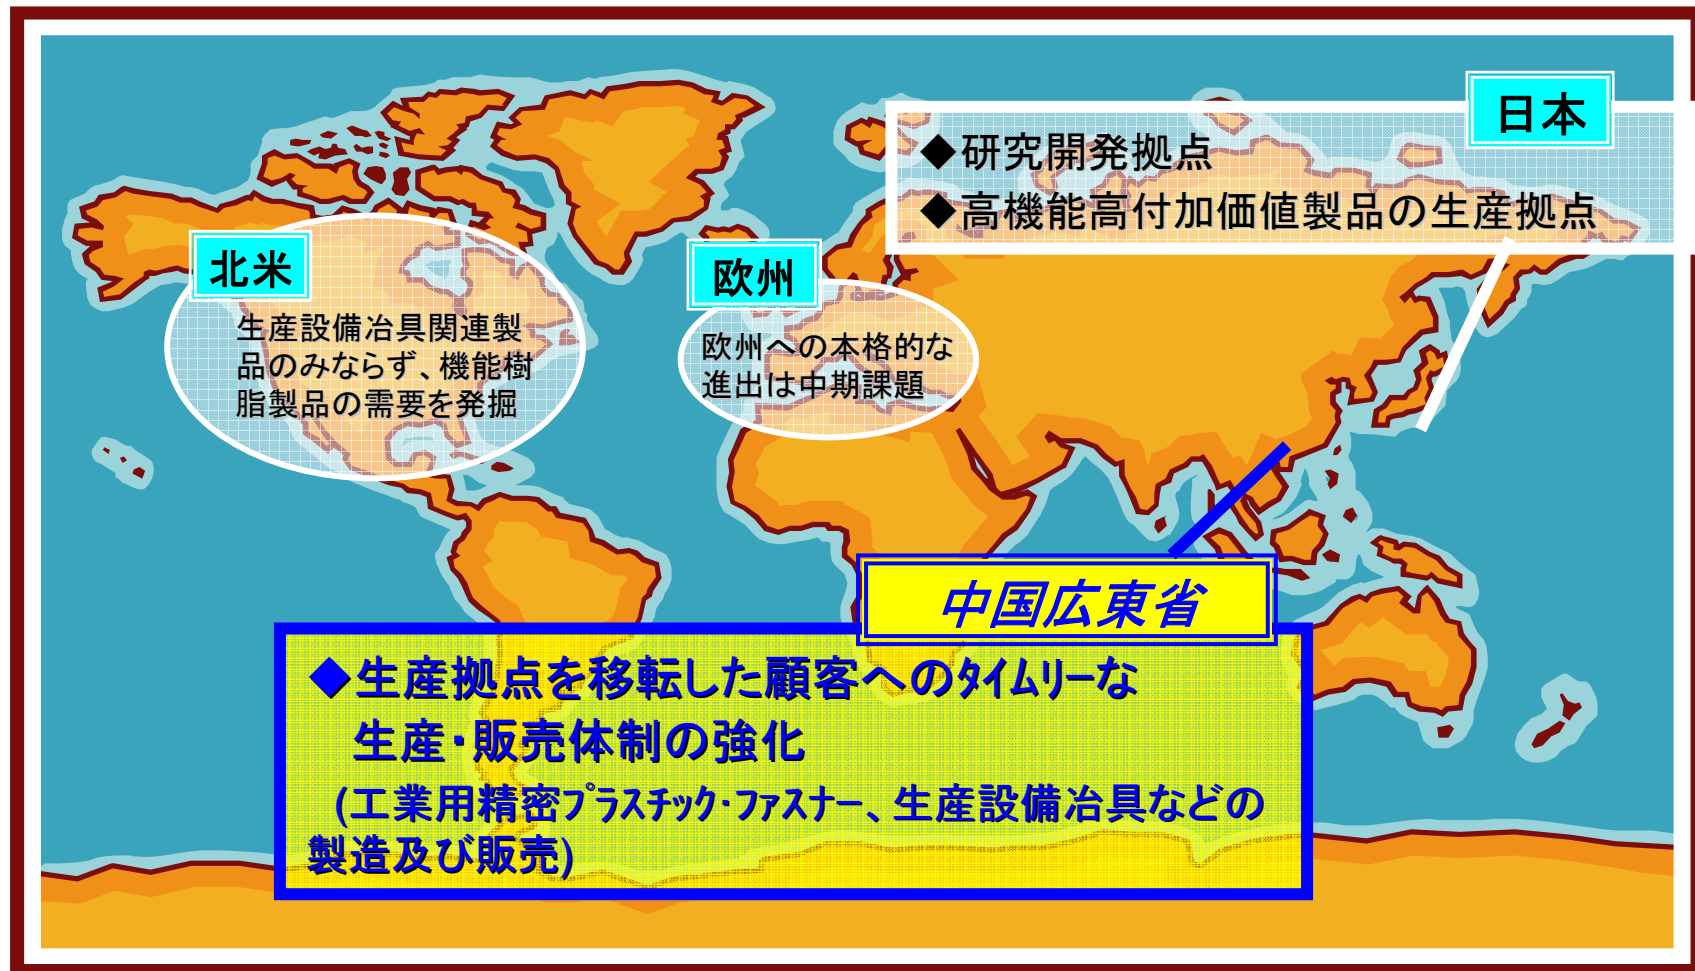 日本
◆研究開発拠点
◆高機能高付加価値製品の生産拠点
北米
生産設備冶具関連製
品のみならず、機能樹
脂製品の需要を発掘
欧州
欧州への本格的な
進出は中期課題
中国広東省
◆生産拠点を移転した顧客へのﾀｲﾑﾘｰな
生産･販売体制の強化
(工業用精密ﾌﾟﾗｽﾁｯｸ･ﾌｧｽﾅｰ、生産設備冶具などの
製造及び販売)